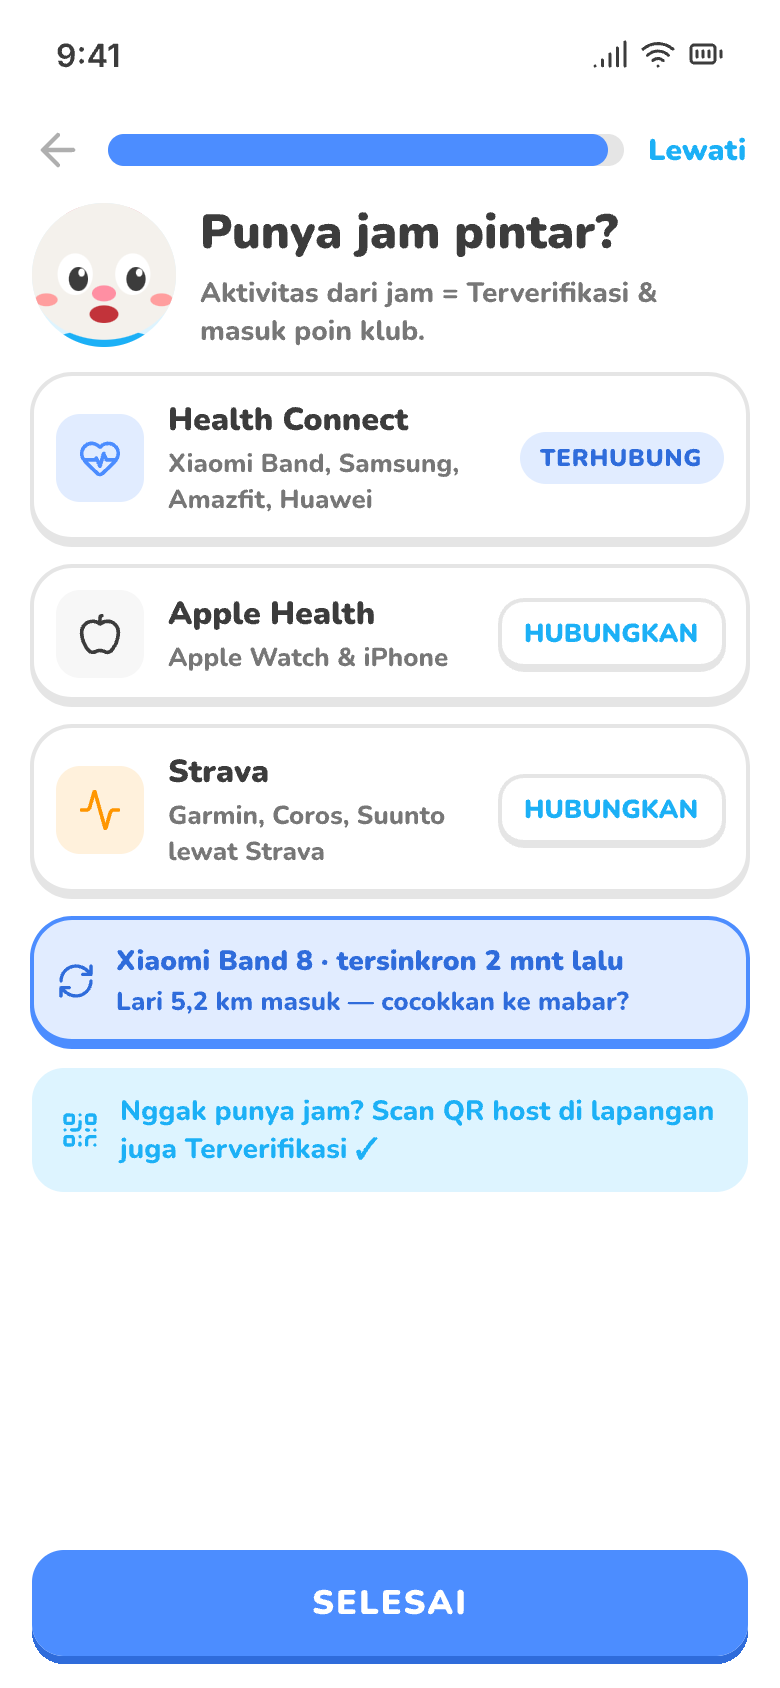 9:41
Lewati
Punya jam pintar?
Aktivitas dari jam = Terverifikasi &
masuk poin klub.
Health Connect
Xiaomi Band, Samsung,
Amazfit, Huawei
TERHUBUNG
Apple Health
Apple Watch & iPhone
HUBUNGKAN
Strava
Garmin, Coros, Suunto
lewat Strava
HUBUNGKAN
Xiaomi Band 8 · tersinkron 2 mnt lalu
Lari 5,2 km masuk — cocokkan ke mabar?
Nggak punya jam? Scan QR host di lapangan
juga Terverifikasi ✓
SELESAI